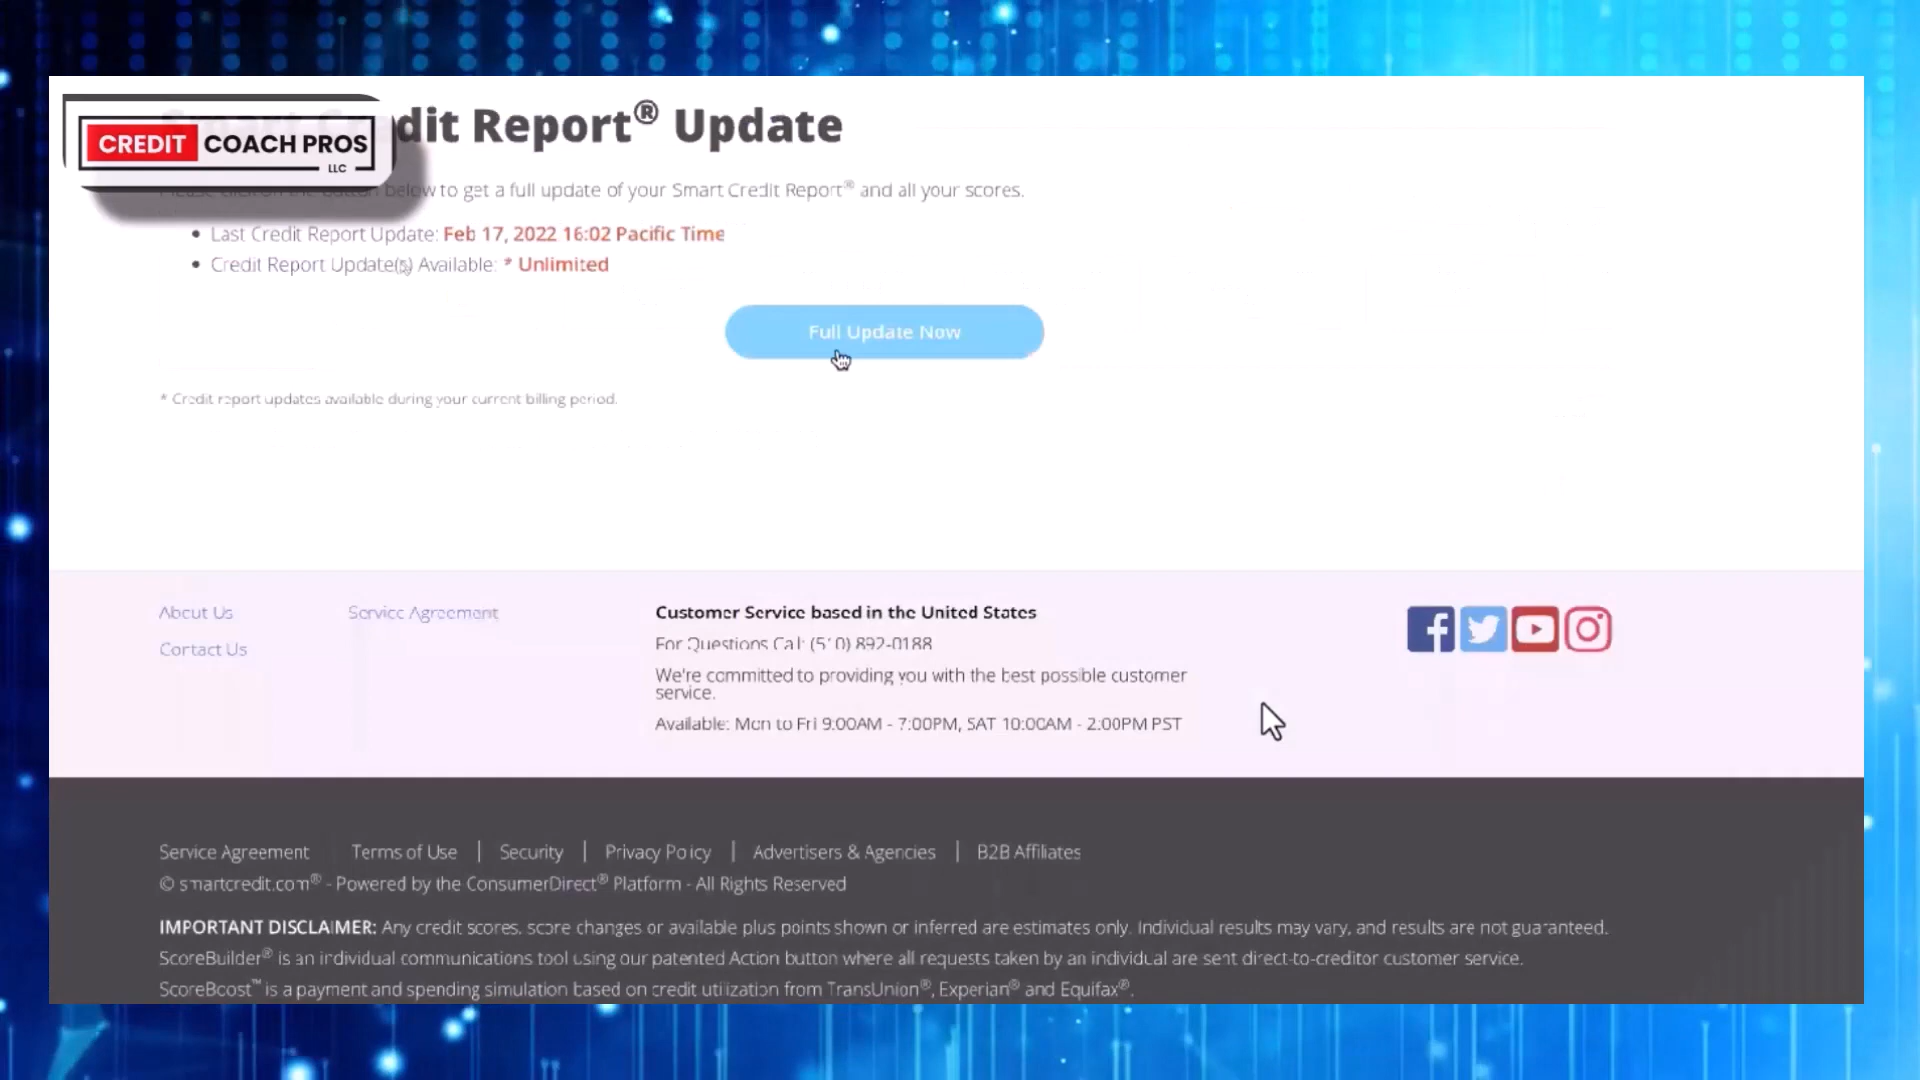 CREDIT COACH PROS
LLC
dit Report® Update
below to get a full update of your Smart Credit Report® and all your scores.
Last Credit Report Update: Feb 17, 2022 16:02 Pacific Time
Credit Report Update(s) Available: * Unlimited
Full Update Now
* Credit report updates available during your current billing period.
About Us
Service Agreement
Customer Service based in the United States
Contact Us
For Questions Call: (510) 892-0188
We're committed to providing you with the best possible customer
service.
Available: Mon to Fri 9:00AM - 7:00PM, SAT 10:00AM - 2:00PM PST
Service Agreement Terms of Use | Security | Privacy Policy | Advertisers & Agencies | B2B Affiliates
© smartcredit.com® - Powered by the ConsumerDirect® Platform - All Rights Reserved
IMPORTANT DISCLAIMER: Any credit scores, score changes or available plus points shown or inferred are estimates only. Individual results may vary, and results are not guaranteed.
ScoreBuilder® is an individual communications tool using our patented Action button where all requests taken by an individual are sent direct-to-creditor customer service.
ScoreBoost™ is a payment and spending simulation based on credit utilization from TransUnion®, Experian® and Equifax®.